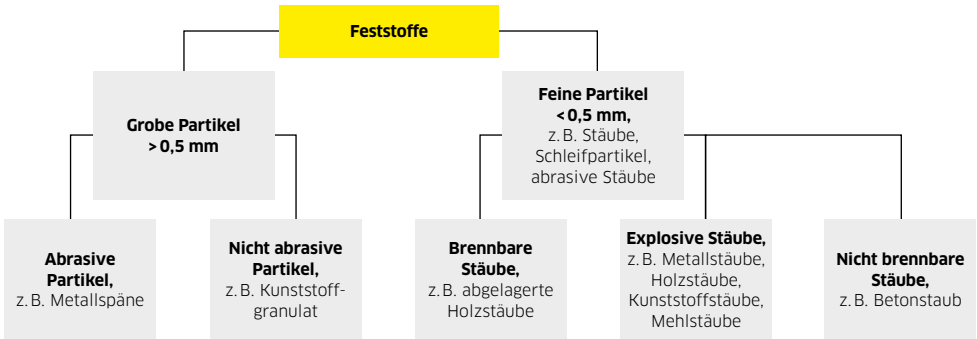 Feststoffe
Grobe Partikel
> 0,5 mm
Feine Partikel
< 0,5 mm,
z. B. Stäube,
Schleifpartikel,
abrasive Stäube
Abrasive
Partikel,
z. B. Metallspäne
Nicht abrasive
Partikel,
z. B. Kunststoff-
granulat
Brennbare
Stäube,
z. B. abgelagerte
Holzstäube
Explosive Stäube,
z. B. Metallstäube,
Holzstäube,
Kunststoffstäube,
Mehlstäube
Nicht brennbare
Stäube,
z. B. Betonstaub